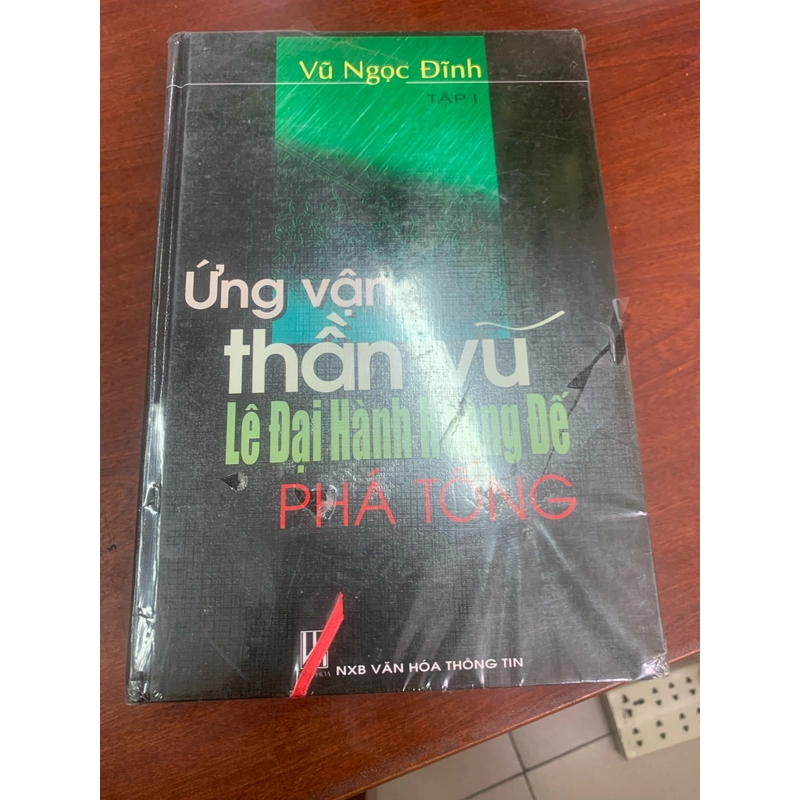 Vũ Ngọc Đĩnh
TẬP I
Ứng vận
thần vũ
Lê Đại Hành Hoàng Đế
PHÁ TỐNG
NXB VĂN HÓA THÔNG TIN